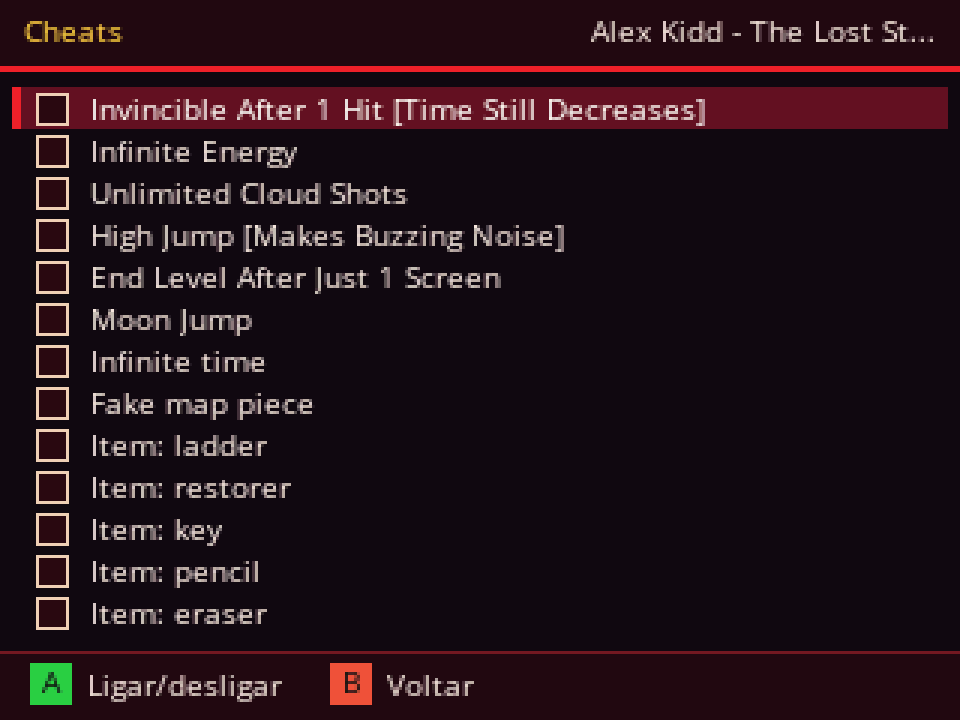 Cheats
Alex Kidd - The Lost St...
Invincible After 1 Hit [Time Still Decreases]
Infinite Energy
Unlimited Cloud Shots
High Jump [Makes Buzzing Noise]
End Level After Just 1 Screen
Moon Jump
Infinite time
Fake map piece
Item: ladder
Item: restorer
Item: key
Item: pencil
Item: eraser
A Ligar/desligar B Voltar